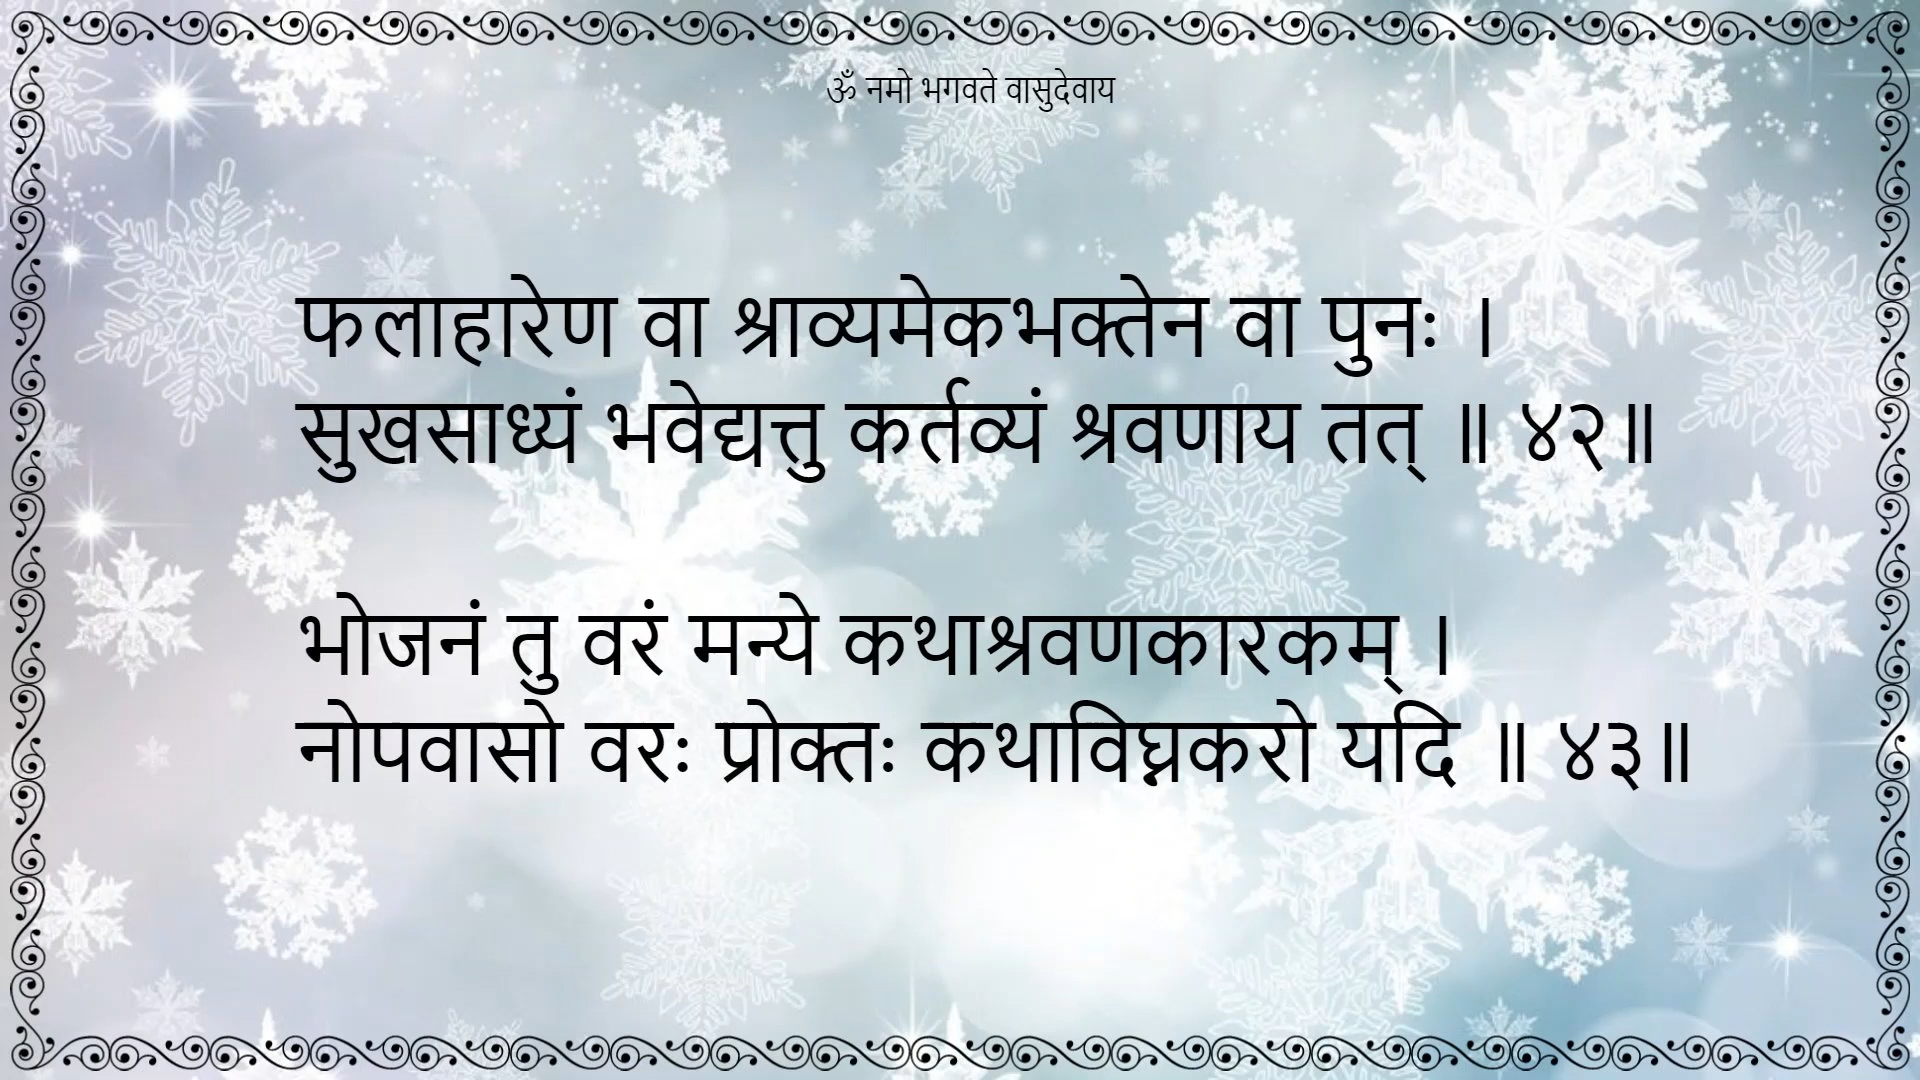 ॐ नमो भगवते वासुदेवाय
फलाहारेण वा श्राव्यमेकभक्तेन वा पुनः ।
सुखसाध्यं भवेद्यत्तु कर्तव्यं श्रवणाय तत् ॥ ४२॥
भोजनं तु वरं मन्ये कथाश्रवणकारकम् ।
नोपवासो वरः प्रोक्तः कथाविघ्नकरो यदि ॥ ४३॥